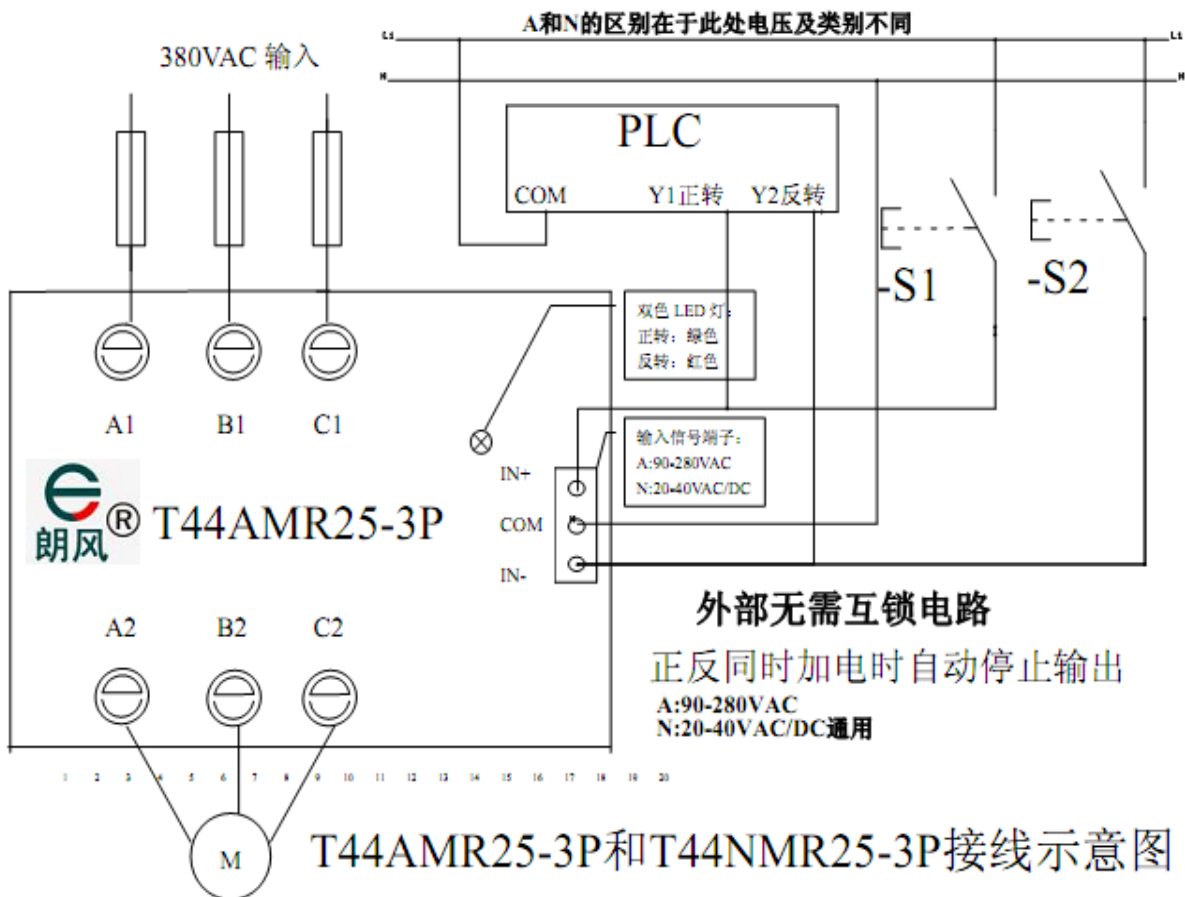 A和N的区别在于此处电压及类别不同
L1 L1
N N
380VAC 输入
PLC
COM Y1正转 Y2反转
-S1 -S2
双色 LED 灯：
正转：绿色
反转：红色
A1 B1 C1
输入信号端子：
A:90-280VAC
N:20-40VAC/DC
IN+
COM
IN-
朗风 ® T44AMR25-3P
A2 B2 C2
外部无需互锁电路
正反同时加电时自动停止输出
A:90-280VAC
N:20-40VAC/DC通用
1 2 3 4 5 6 7 8 9 10 11 12 13 14 15 16 17 18 19 20
M
T44AMR25-3P和T44NMR25-3P接线示意图